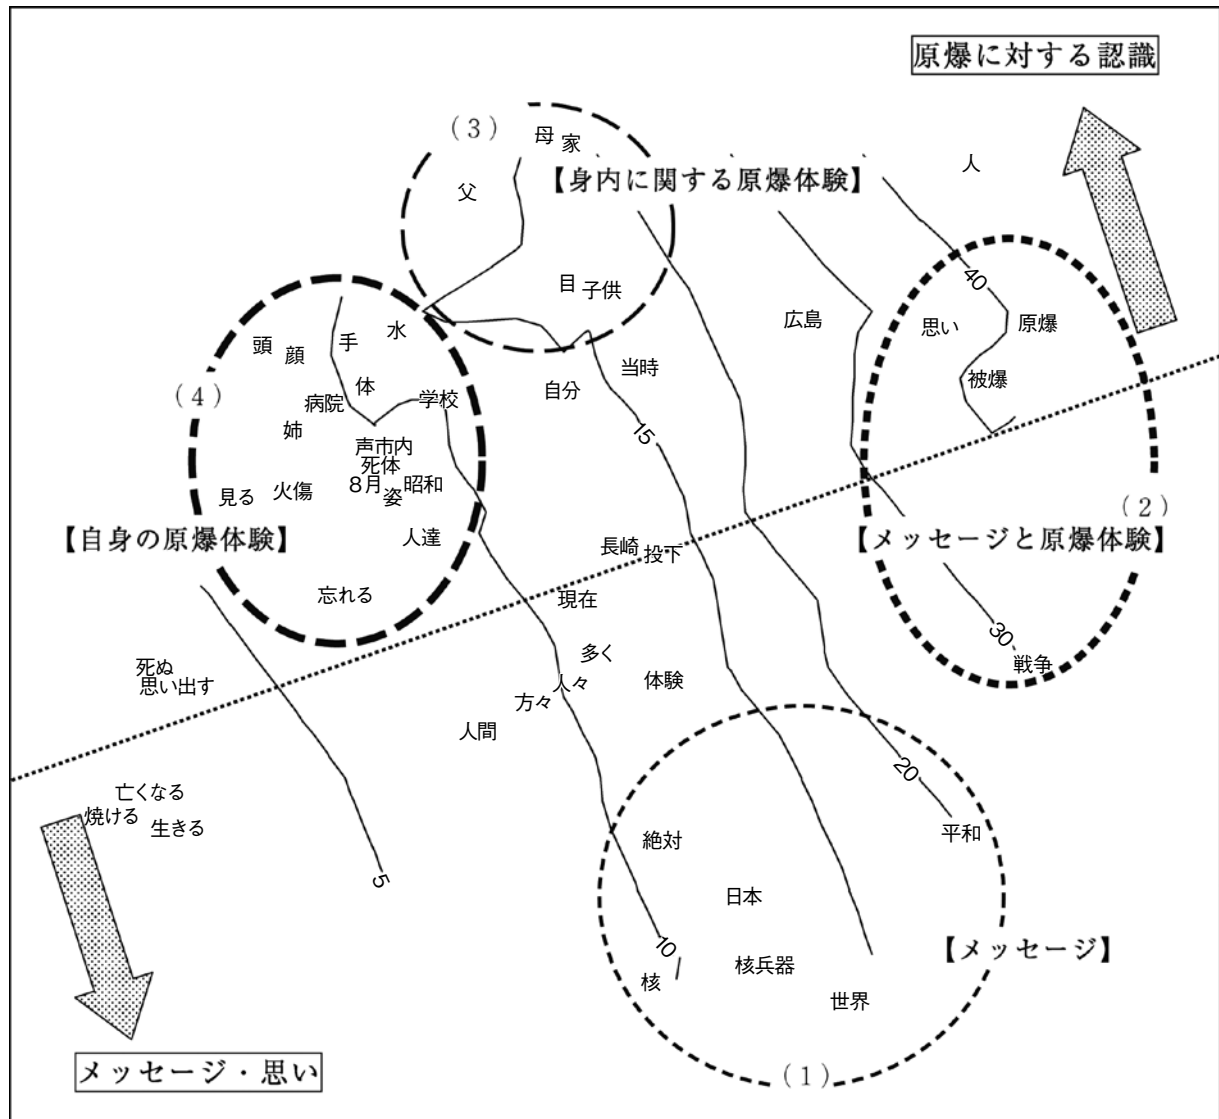 原爆に対する認識
(3)
母
家
人
【身内に関する原爆体験】
父
40
目
子供
広島
思い
原爆
水
手
頭
顔
当時
被爆
体
自分
(4)
病院
学校
姉
15
声
市内
死体
8月
姿
昭和
見る
火傷
(2)
【自身の原爆体験】
人達
【メッセージと原爆体験】
長崎
投下
忘れる
現在
30
多く
戦争
死ぬ
思い出す
人々
体験
方々
人間
20
亡くなる
焼ける
生きる
平和
絶対
5
日本
10
【メッセージ】
核兵器
核
世界
メッセージ・思い
(1)